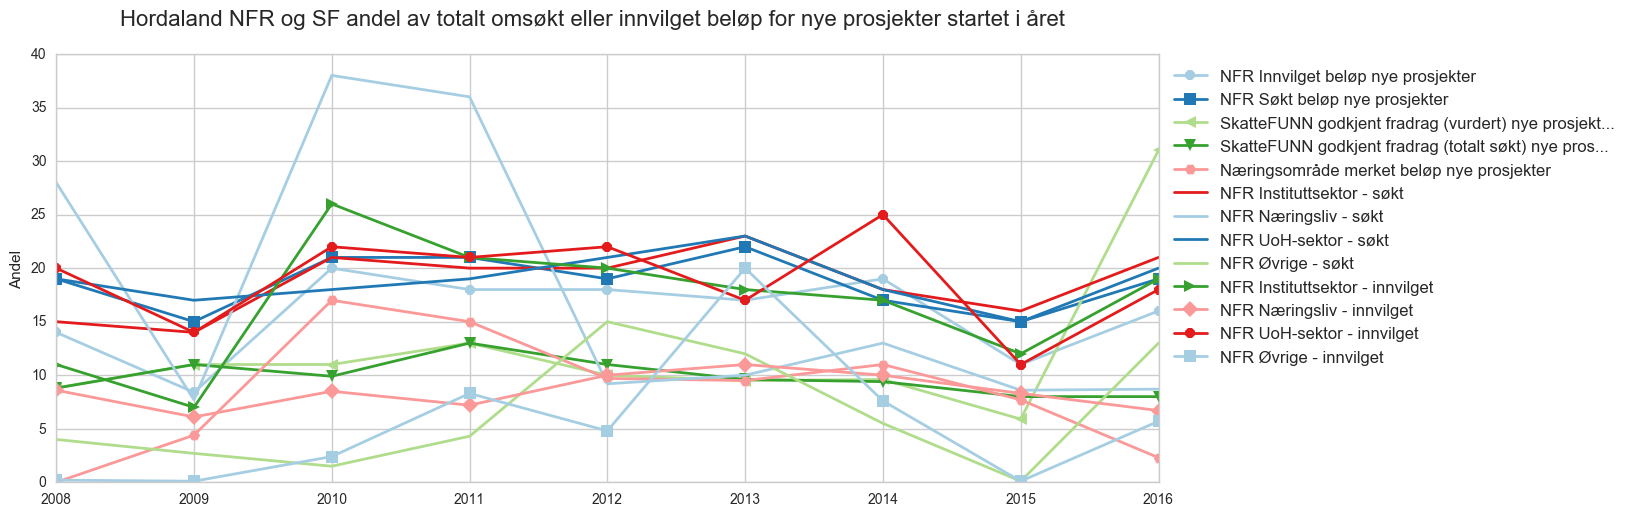 Hordaland NFR og SF andel av totalt omsøkt eller innvilget beløp for nye prosjekter startet i året
40
35
30
25
20
15
10
5
0
Andel
2008 2009 2010 2011 2012 2013 2014 2015 2016
NFR Innvilget beløp nye prosjekter
NFR Søkt beløp nye prosjekter
SkatteFUNN godkjent fradrag (vurdert) nye prosjekt...
SkatteFUNN godkjent fradrag (totalt søkt) nye pros...
Næringsområde merket beløp nye prosjekter
NFR Instituttsektor - søkt
NFR Næringsliv - søkt
NFR UoH-sektor - søkt
NFR Øvrige - søkt
NFR Instituttsektor - innvilget
NFR Næringsliv - innvilget
NFR UoH-sektor - innvilget
NFR Øvrige - innvilget